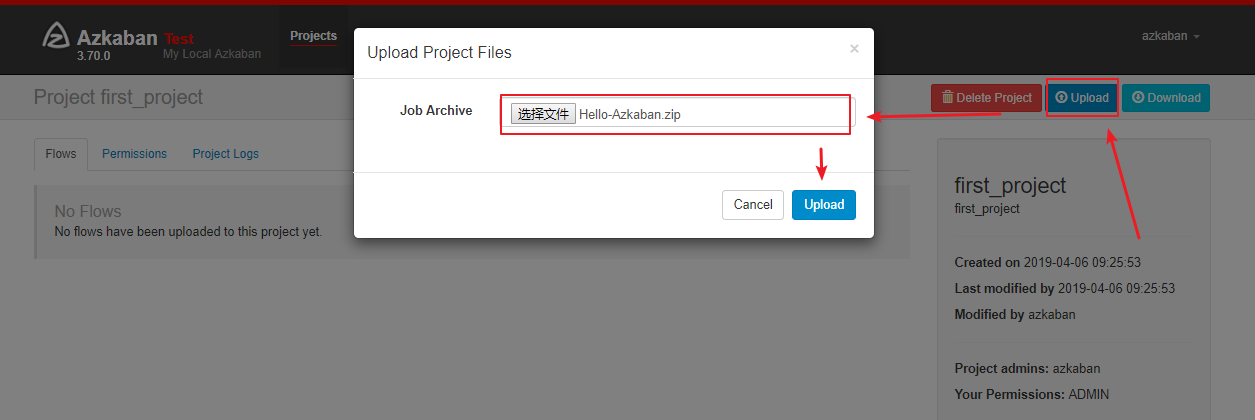 Azkaban Test
3.70.0 My Local Azkaban
Projects
azkaban
Upload Project Files
×
Job Archive
选择文件 Hello-Azkaban.zip
Cancel
Upload
Project first_project
Delete Project
Upload
Download
Flows
Permissions
Project Logs
No Flows
No flows have been uploaded to this project yet.
first_project
first_project
Created on 2019-04-06 09:25:53
Last modified by 2019-04-06 09:25:53
Modified by azkaban
Project admins: azkaban
Your Permissions: ADMIN